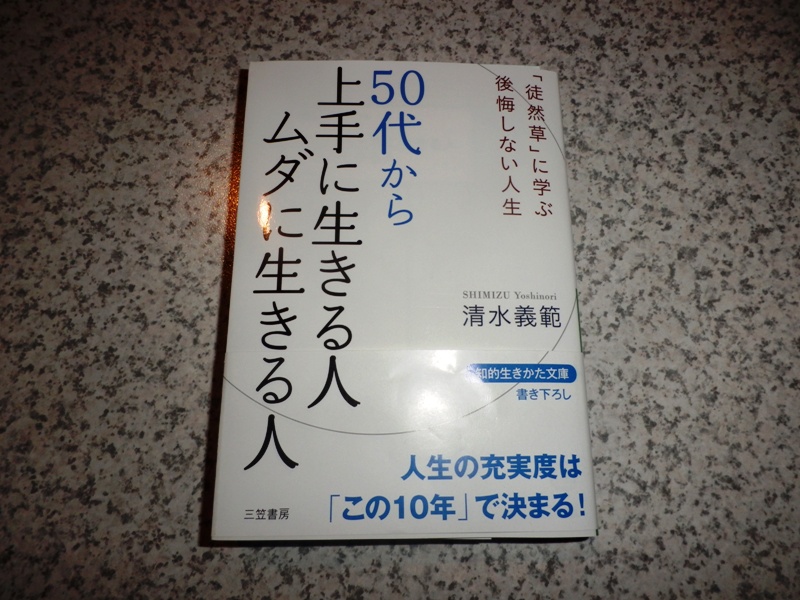 「徒然草」に学ぶ
後悔しない人生
50代から
上手に生きる人
ムダに生きる人
SHIMIZU Yoshinori
清水義範
知的生きかた文庫
書き下ろし
人生の充実度は
「この10年」で決まる!
三笠書房